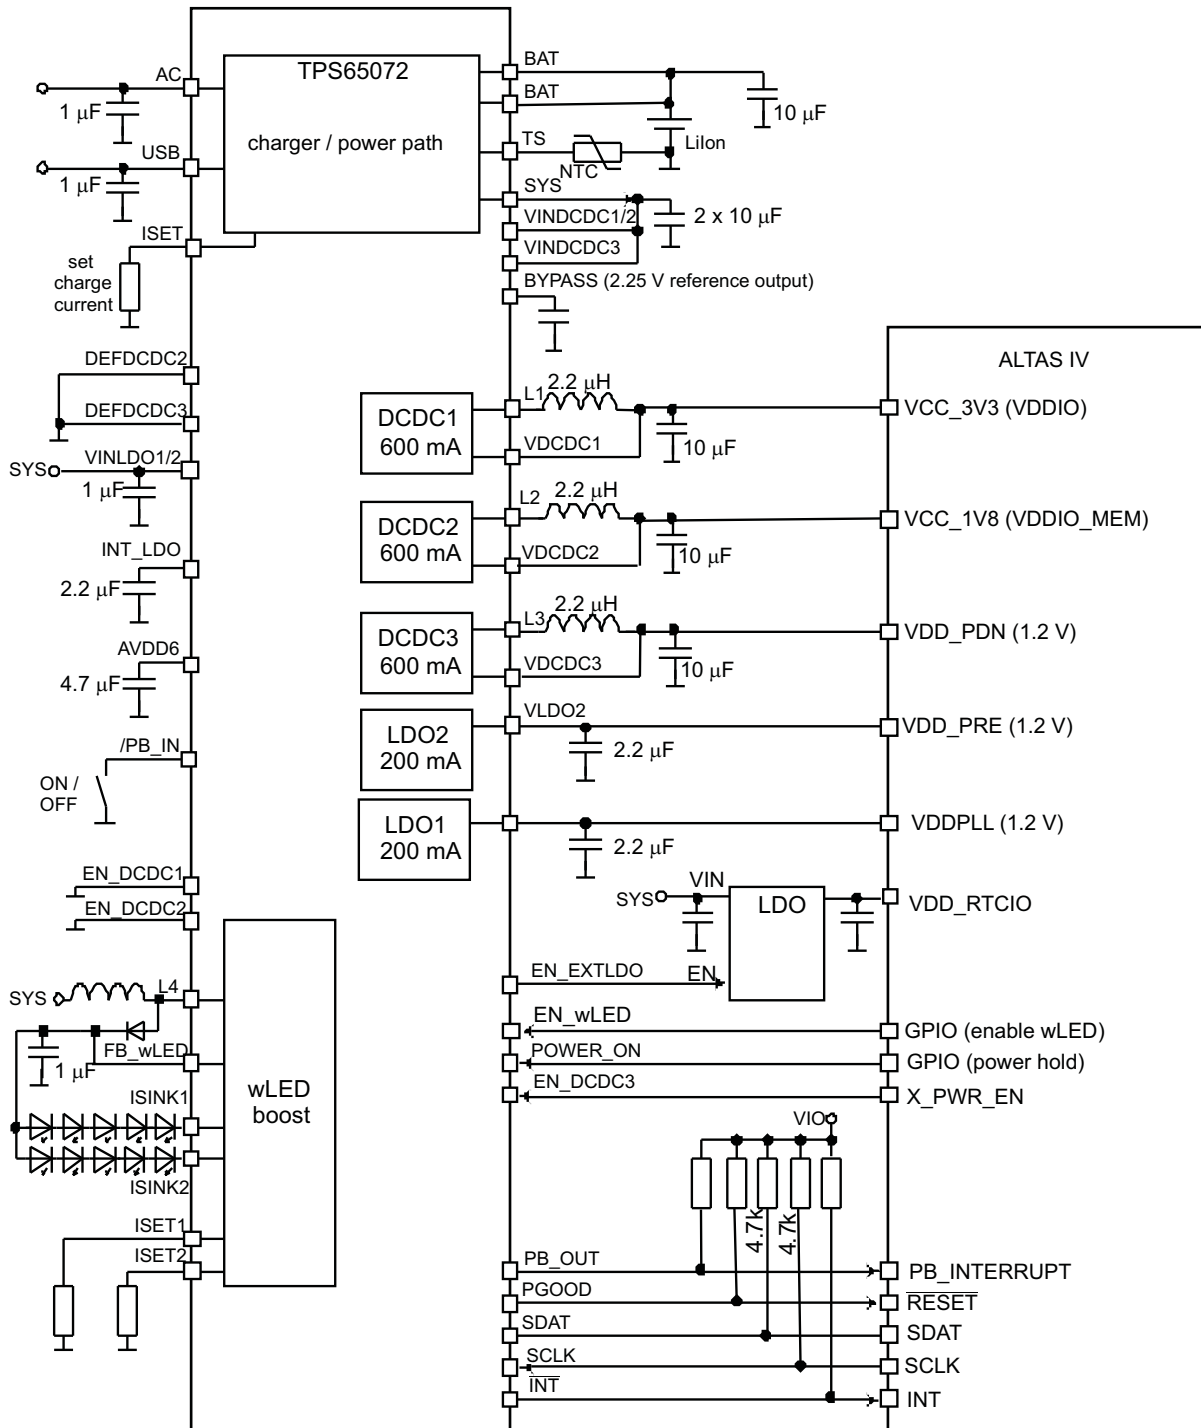 TPS65072
charger / power path
AC
1 μF
USB
1 μF
ISET
set
charge
current
BAT
BAT
10 μF
LiIon
TS
NTC
SYS
VINDCDC1/2
2 x 10 μF
VINDCDC3
BYPASS (2.25 V reference output)
DEFDCDC2
DEFDCDC3
SYS
VINLDO1/2
1 μF
INT_LDO
2.2 μF
AVDD6
4.7 μF
/PB_IN
ON /
OFF
EN_DCDC1
EN_DCDC2
SYS
L4
FB_wLED
1 μF
ISINK1
ISINK2
ISET1
ISET2
wLED
boost
DCDC1
600 mA
L1
2.2 μH
VDCDC1
10 μF
DCDC2
600 mA
L2
2.2 μH
VDCDC2
10 μF
DCDC3
600 mA
L3
2.2 μH
VDCDC3
10 μF
LDO2
200 mA
VLDO2
2.2 μF
LDO1
200 mA
2.2 μF
SYS
VIN
LDO
EN_EXTLDO
EN
EN_wLED
POWER_ON
EN_DCDC3
VIO
4.7k
4.7k
PB_OUT
PGOOD
SDAT
SCLK
INT
ALTAS IV
VCC_3V3 (VDDIO)
VCC_1V8 (VDDIO_MEM)
VDD_PDN (1.2 V)
VDD_PRE (1.2 V)
VDDPLL (1.2 V)
VDD_RTCIO
GPIO (enable wLED)
GPIO (power hold)
X_PWR_EN
PB_INTERRUPT
RESET
SDAT
SCLK
INT